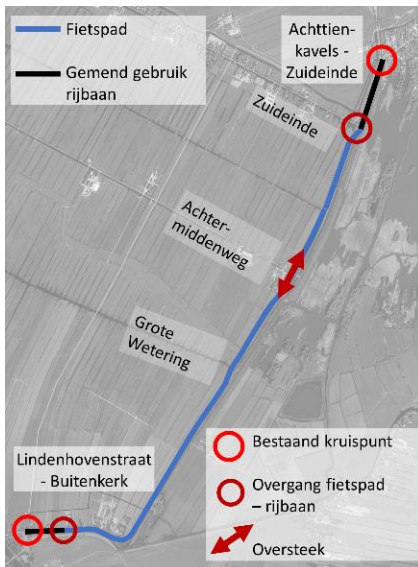 Fietspad
Gemend gebruik
rijbaan
Achttien-
kavels -
Zuideinde
Zuideinde
Achter-
middenweg
Grote
Wetering
Lindenhovenstraat
- Buitenkerk
Bestaand kruispunt
Overgang fietspad
– rijbaan
Oversteek